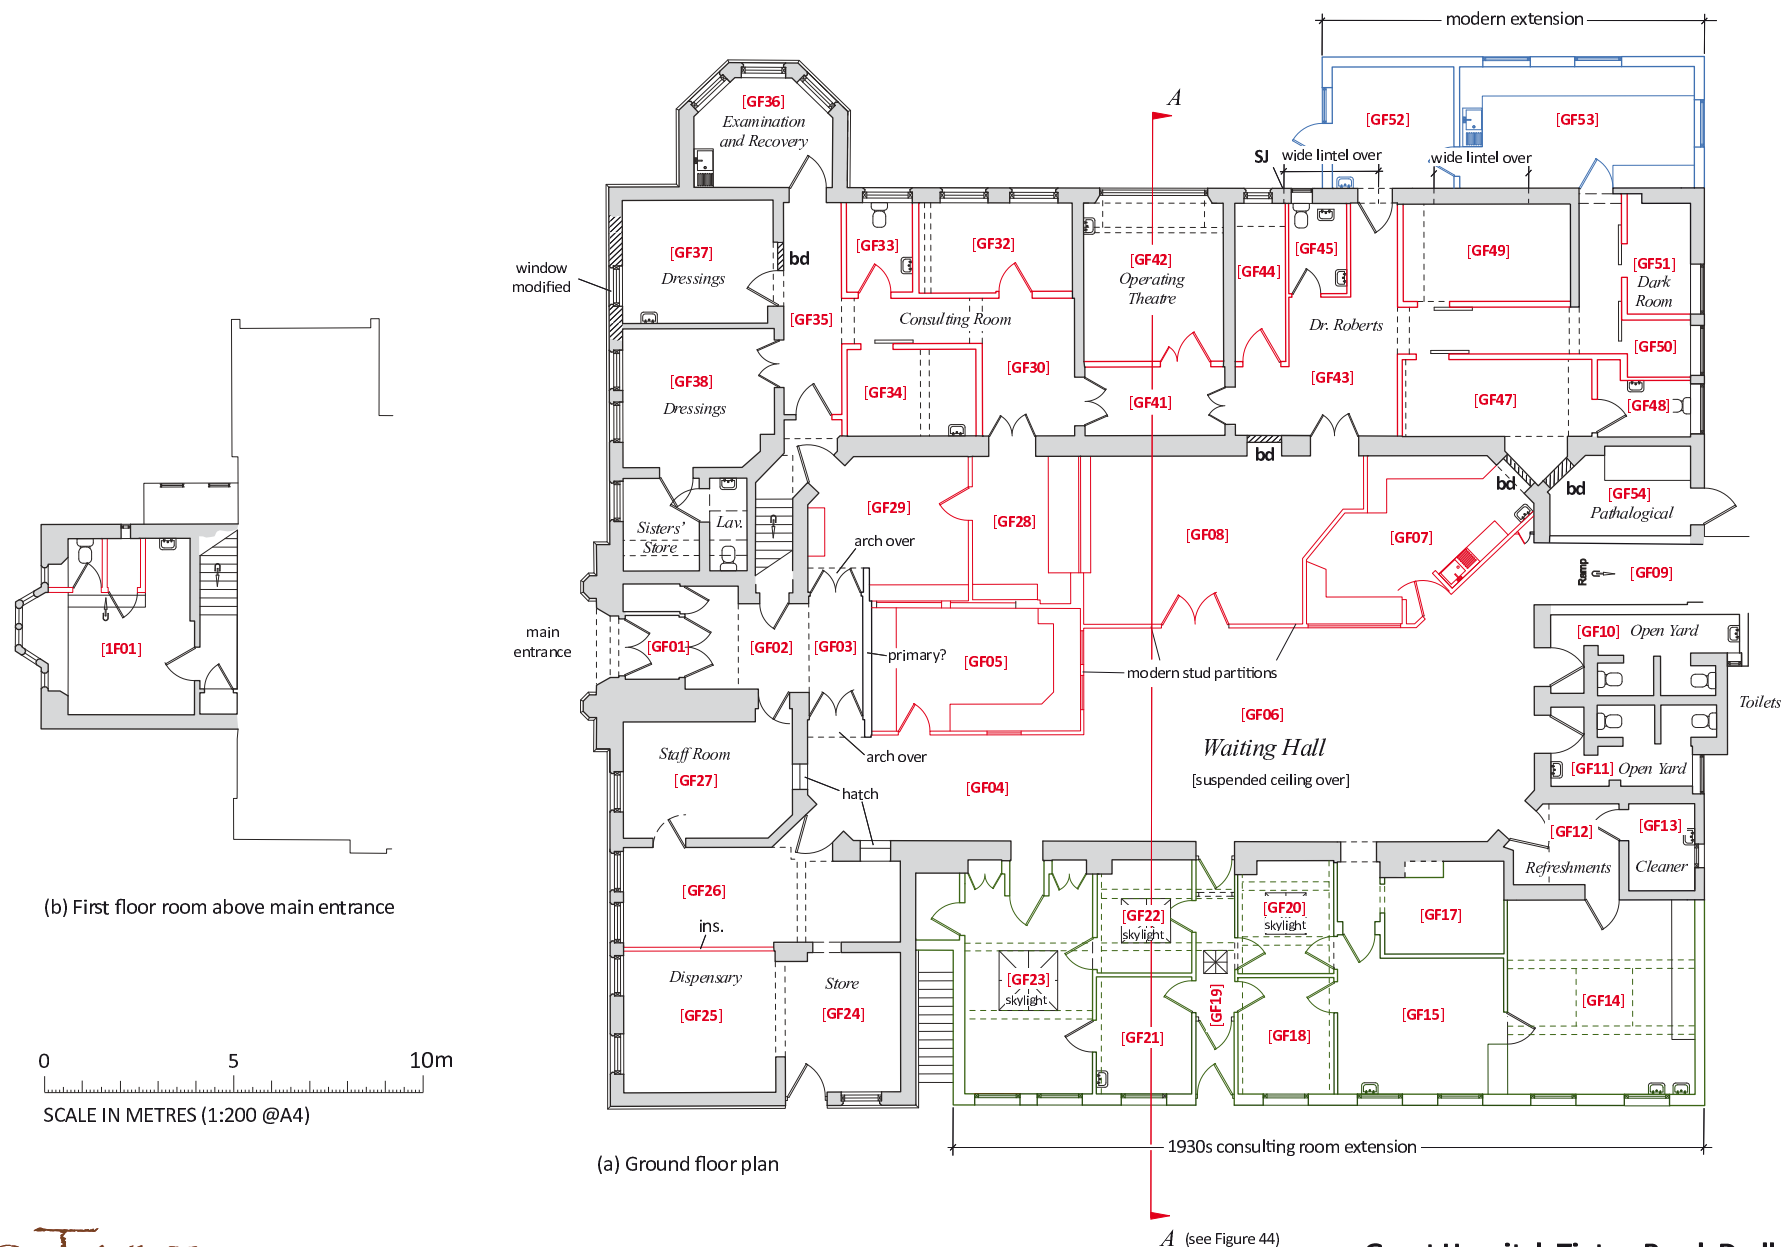 modern extension
A
[GF36]
Examination
and Recovery
[GF52]
[GF53]
SJ
wide lintel over
wide lintel over
[GF37]
Dressings
bd
window
modified
[GF33]
[GF32]
[GF42]
Operating
Theatre
[GF44]
[GF45]
[GF49]
[GF51]
Dark
Room
[GF35]
Consulting Room
Dr. Roberts
[GF50]
[GF38]
Dressings
[GF34]
[GF30]
[GF41]
[GF43]
[GF47]
[GF48]
bd
bd
bd
[GF54]
Pathalogical
Sisters'
Store
Lav.
[GF29]
[GF28]
[GF08]
[GF07]
arch over
Ramp
[GF09]
main
entrance
[GF01]
[GF02]
[GF03]
primary?
[GF05]
modern stud partitions
[GF10]
Open Yard
Toilets
[GF06]
Waiting Hall
[suspended ceiling over]
Staff Room
[GF27]
arch over
hatch
[GF04]
[GF11]
Open Yard
[GF12]
Refreshments
[GF13]
Cleaner
[GF26]
ins.
[GF22]
skylight
[GF20]
skylight
[GF17]
Dispensary
[GF25]
Store
[GF24]
[GF23]
skylight
[GF19]
[GF21]
[GF18]
[GF15]
[GF14]
1930s consulting room extension
(a) Ground floor plan
A
(see Figure 44)
[1F01]
(b) First floor room above main entrance
0 5 10m
SCALE IN METRES (1:200 @A4)